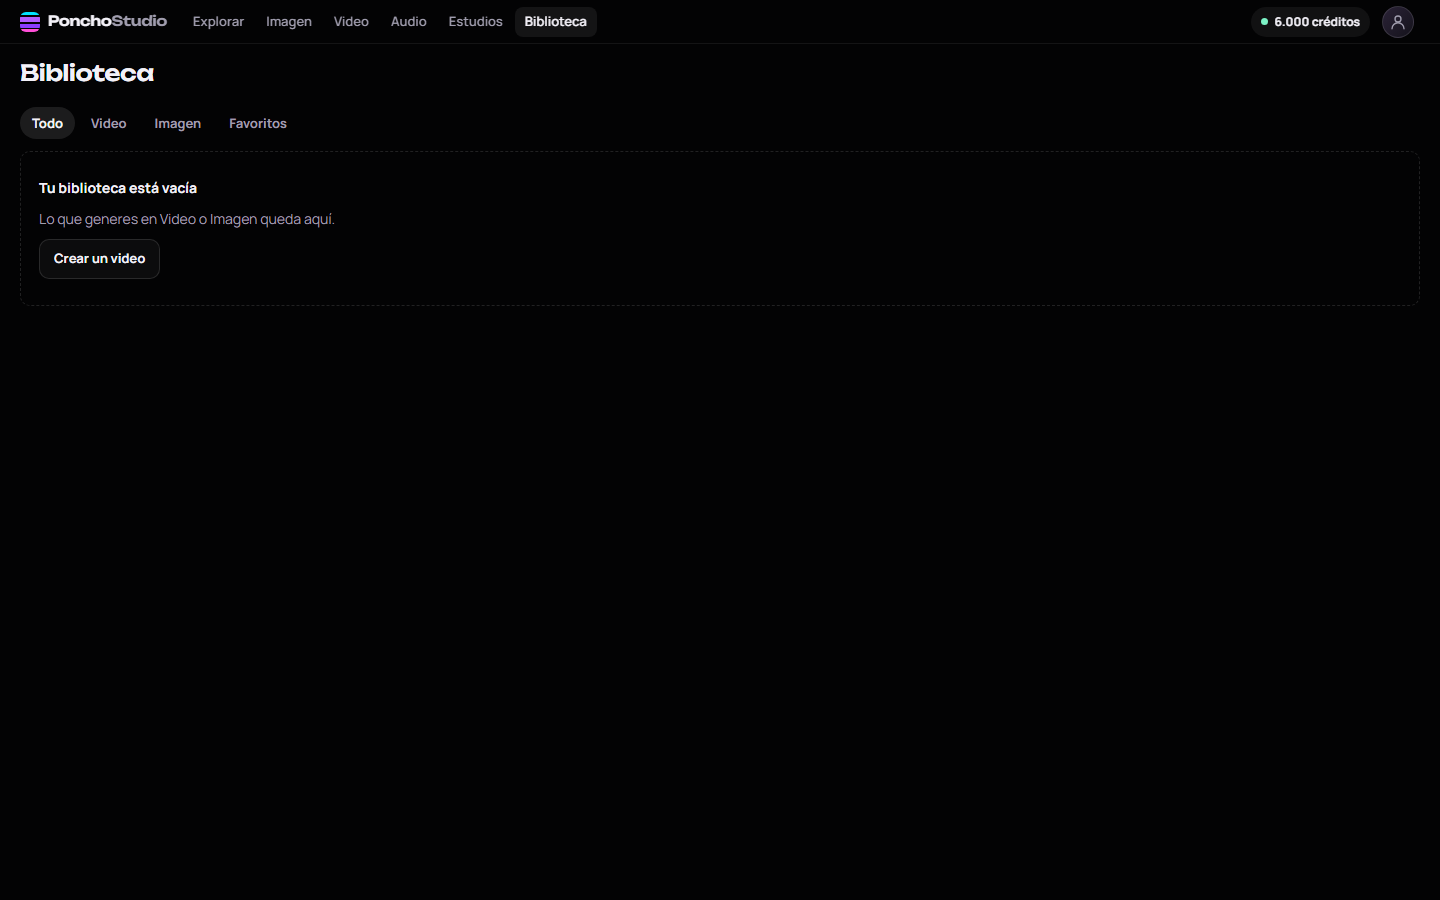 PonchoStudio Explorar Imagen Video Audio Estudios Biblioteca 6.000 créditos
Biblioteca
Todo Video Imagen Favoritos
Tu biblioteca está vacía
Lo que generes en Video o Imagen queda aquí.
Crear un video